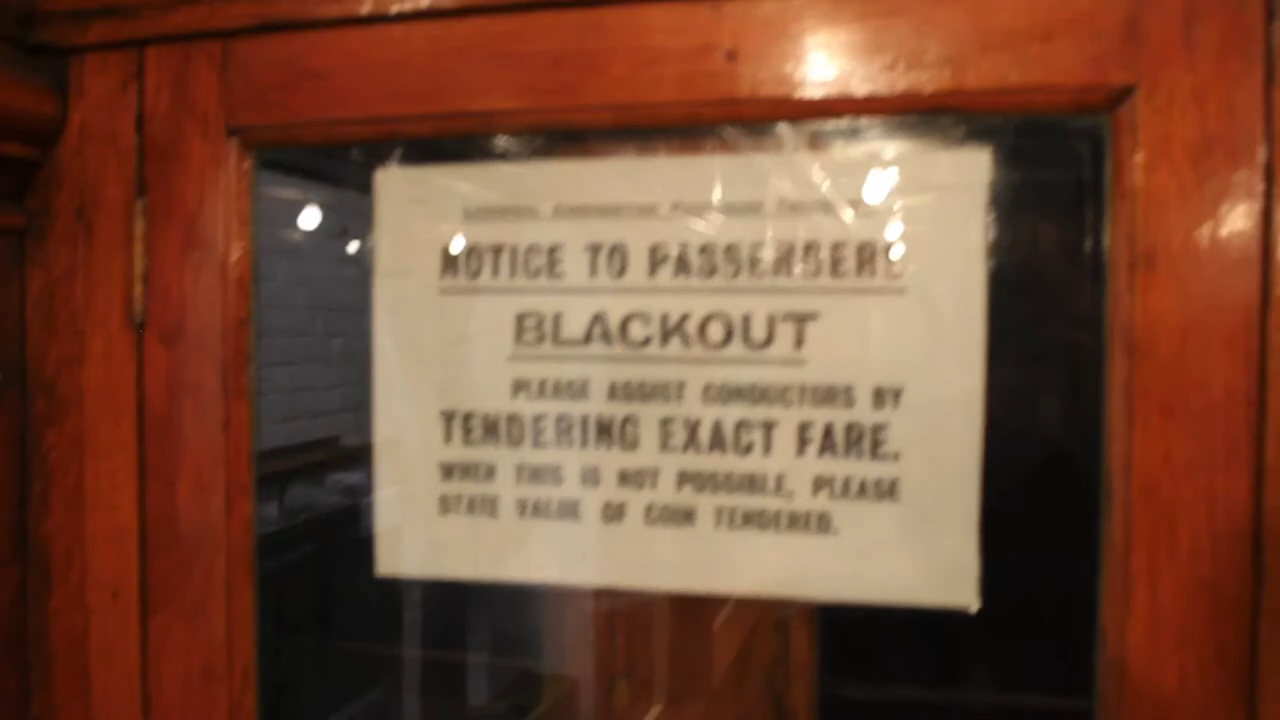 NOTICE TO PASSENGERS
BLACKOUT
PLEASE ASSIST CONDUCTORS BY
TENDERING EXACT FARE.
WHEN THIS IS NOT POSSIBLE, PLEASE
STATE VALUE OF COIN TENDERED.